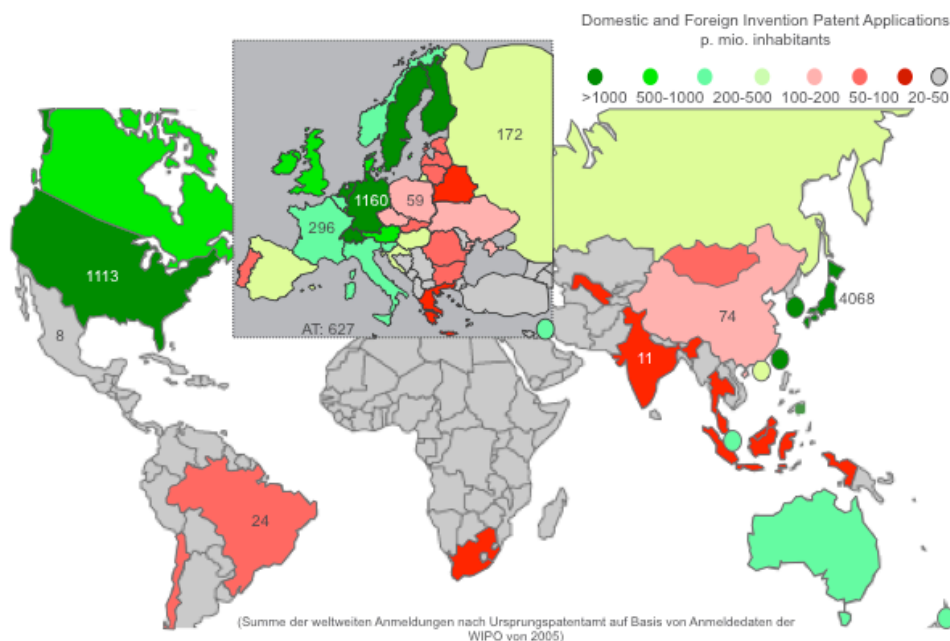 Domestic and Foreign Invention Patent Applications
p. mio. inhabitants
>1000 500-1000 200-500 100-200 50-100 20-50
172
1160
59
296
1113
4068
8
AT: 627
74
11
24
(Summe der weltweiten Anmeldungen nach Ursprungspatentamt auf Basis von Anmeldedaten der
WIPO von 2005)